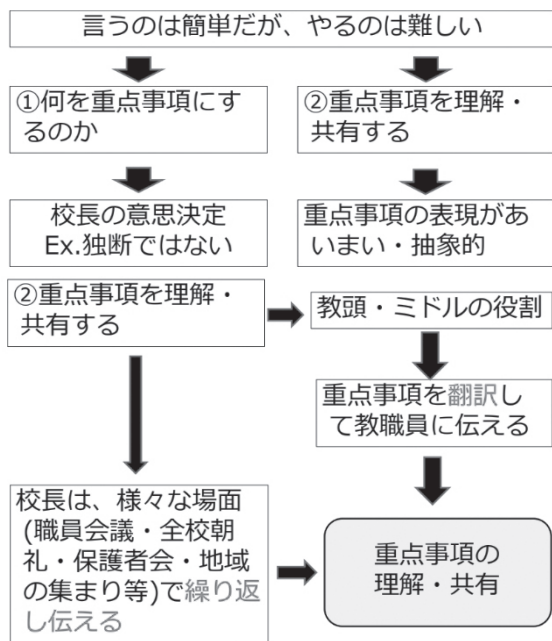 言うのは簡単だが、やるのは難しい
①何を重点事項にす
るのか
②重点事項を理解・
共有する
校長の意思決定
Ex.独断ではない
重点事項の表現があ
いまい・抽象的
②重点事項を理解・
共有する
教頭・ミドルの役割
重点事項を翻訳し
て教職員に伝える
校長は、様々な場面
(職員会議・全校朝
礼・保護者会・地域
の集まり等)で繰り返
し伝える
重点事項の
理解・共有